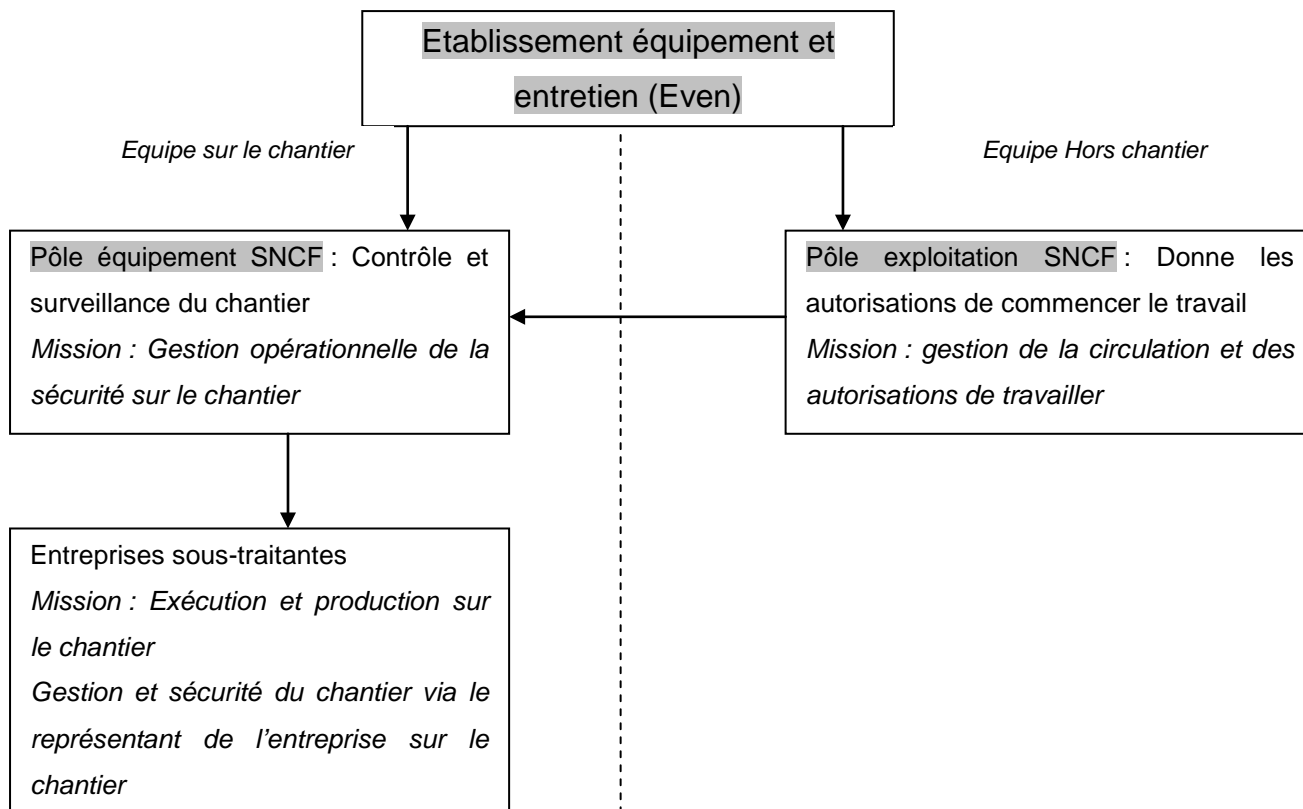 Etablissement équipement et
entretien (Even)
Equipe sur le chantier
Equipe Hors chantier
Pôle équipement SNCF : Contrôle et
surveillance du chantier
Mission : Gestion opérationnelle de la
sécurité sur le chantier
Pôle exploitation SNCF : Donne les
autorisations de commencer le travail
Mission : gestion de la circulation et des
autorisations de travailler
Entreprises sous-traitantes
Mission : Exécution et production sur
le chantier
Gestion et sécurité du chantier via le
représentant de l’entreprise sur le
chantier